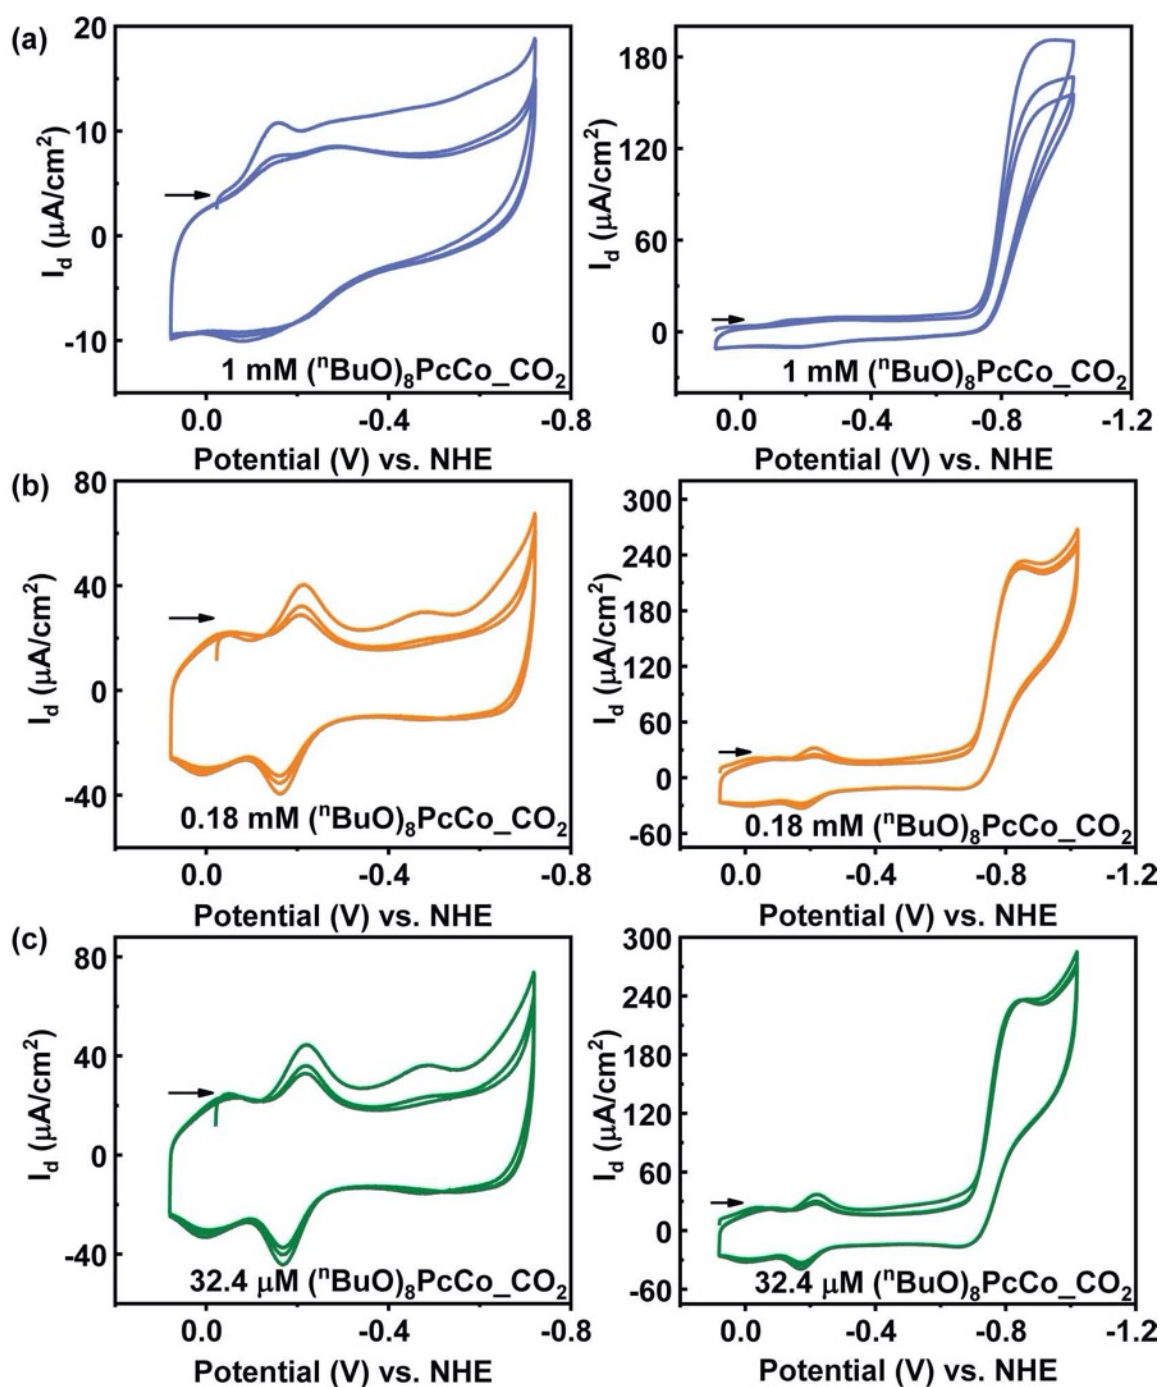 (a)
20
10
0
-10
I_d (μA/cm²)
1 mM (ⁿBuO)₈PcCo_CO₂
0.0 -0.4 -0.8
Potential (V) vs. NHE
180
120
60
0
I_d (μA/cm²)
1 mM (ⁿBuO)₈PcCo_CO₂
0.0 -0.4 -0.8 -1.2
Potential (V) vs. NHE
(b)
80
40
0
-40
I_d (μA/cm²)
0.18 mM (ⁿBuO)₈PcCo_CO₂
0.0 -0.4 -0.8
Potential (V) vs. NHE
300
240
180
120
60
0
-60
I_d (μA/cm²)
0.18 mM (ⁿBuO)₈PcCo_CO₂
0.0 -0.4 -0.8 -1.2
Potential (V) vs. NHE
(c)
80
40
0
-40
I_d (μA/cm²)
32.4 μM (ⁿBuO)₈PcCo_CO₂
0.0 -0.4 -0.8
Potential (V) vs. NHE
300
240
180
120
60
0
-60
I_d (μA/cm²)
32.4 μM (ⁿBuO)₈PcCo_CO₂
0.0 -0.4 -0.8 -1.2
Potential (V) vs. NHE